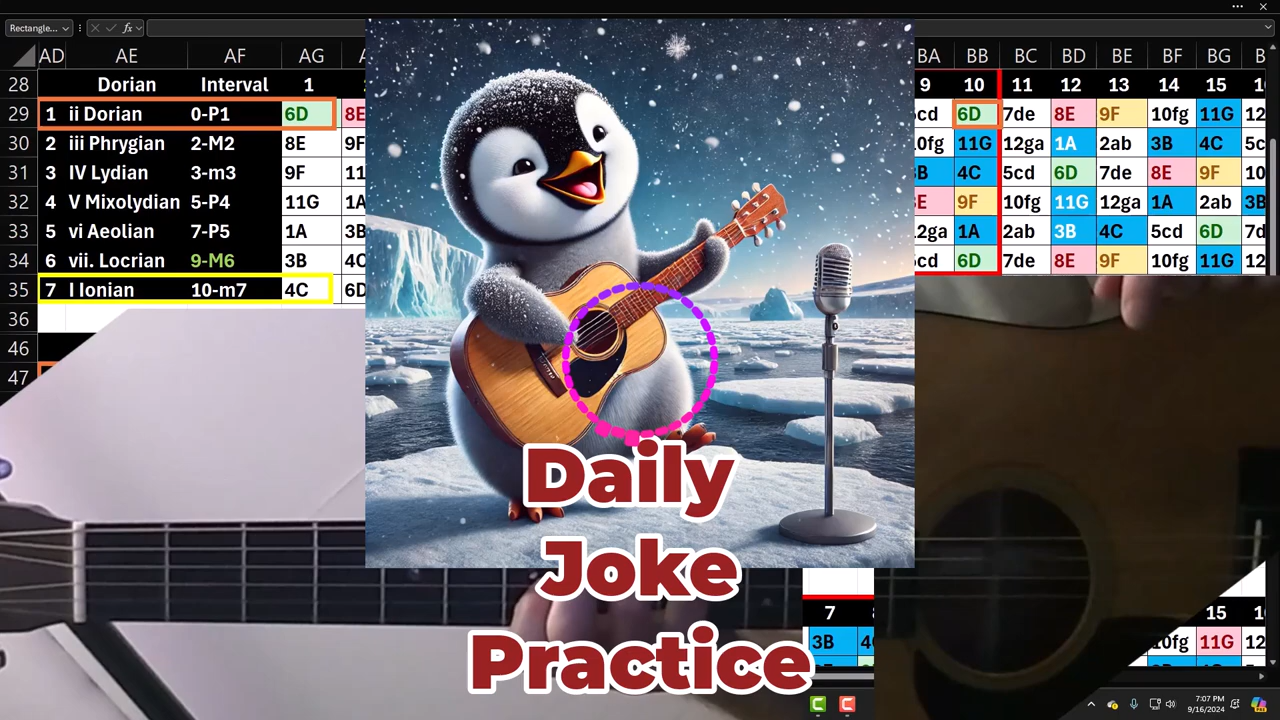 Rectangle...
fx
AD AE AF AG BA BB BC BD BE BF BG
28 Dorian Interval 1 9 10 11 12 13 14 15
29 1 ii Dorian 0-P1 6D 8E 6D 7de 8E 9F 10fg 11G 12
30 2 iii Phrygian 2-M2 8E 11G 12ga 1A 2ab 3B 4C
31 3 IV Lydian 3-m3 9F 4C 5cd 6D 7de 8E 9F
32 4 V Mixolydian 5-P4 11G 9F 10fg 11G 12ga 1A 2ab
33 5 vi Aeolian 7-P5 1A 1A 2ab 3B 4C 5cd 6D
34 6 vii. Locrian 9-M6 3B 6D 7de 8E 9F 10fg 11G
35 7 I Ionian 10-m7 4C
36
46
47
Daily
Joke
Practice
7 15
3B 10fg 11G
7:07 PM
9/16/2024